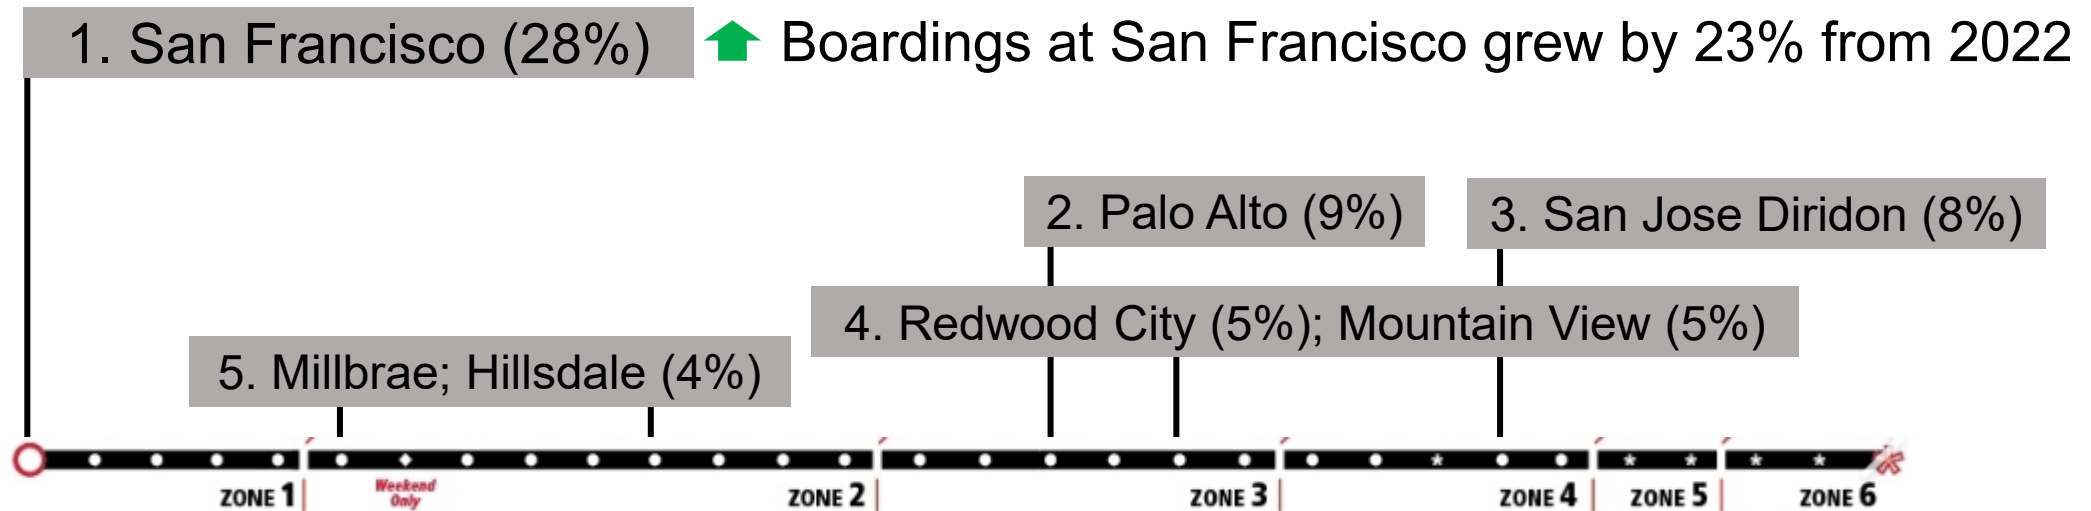 1. San Francisco (28%)
Boardings at San Francisco grew by 23% from 2022
2. Palo Alto (9%)
3. San Jose Diridon (8%)
4. Redwood City (5%); Mountain View (5%)
5. Millbrae; Hillsdale (4%)
Weekend
Only
ZONE 1
ZONE 2
ZONE 3
ZONE 4
ZONE 5
ZONE 6